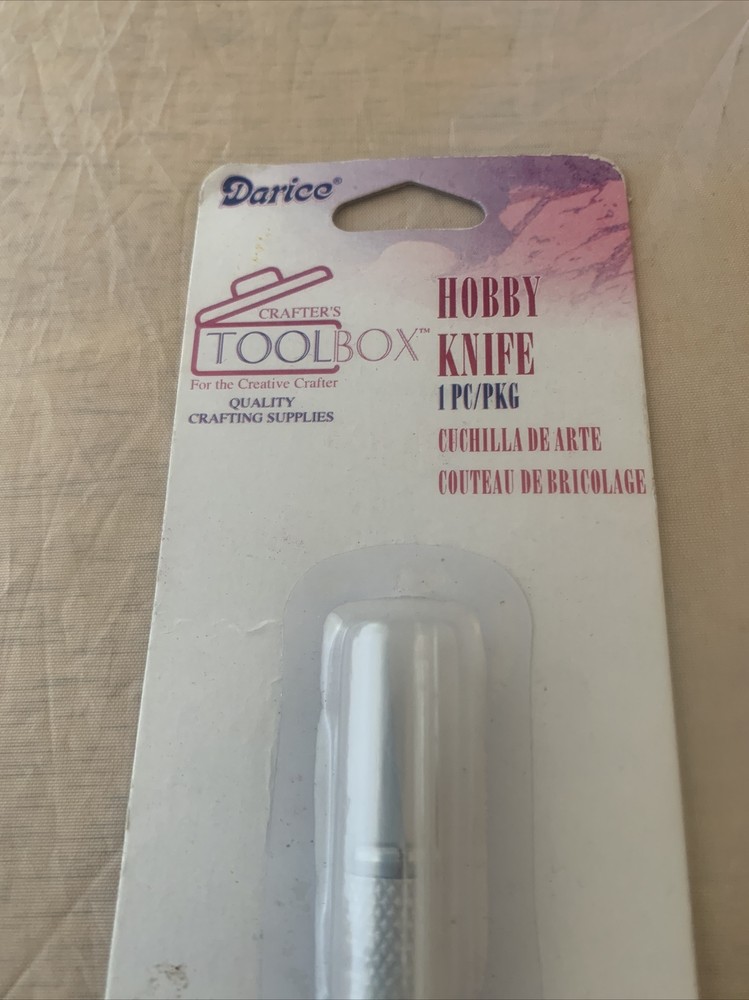 Darice®
CRAFTER'S
TOOLBOX™
For the Creative Crafter
QUALITY
CRAFTING SUPPLIES
HOBBY
KNIFE
1 PC/PKG
CUCHILLA DE ARTE
COUTEAU DE BRICOLAGE